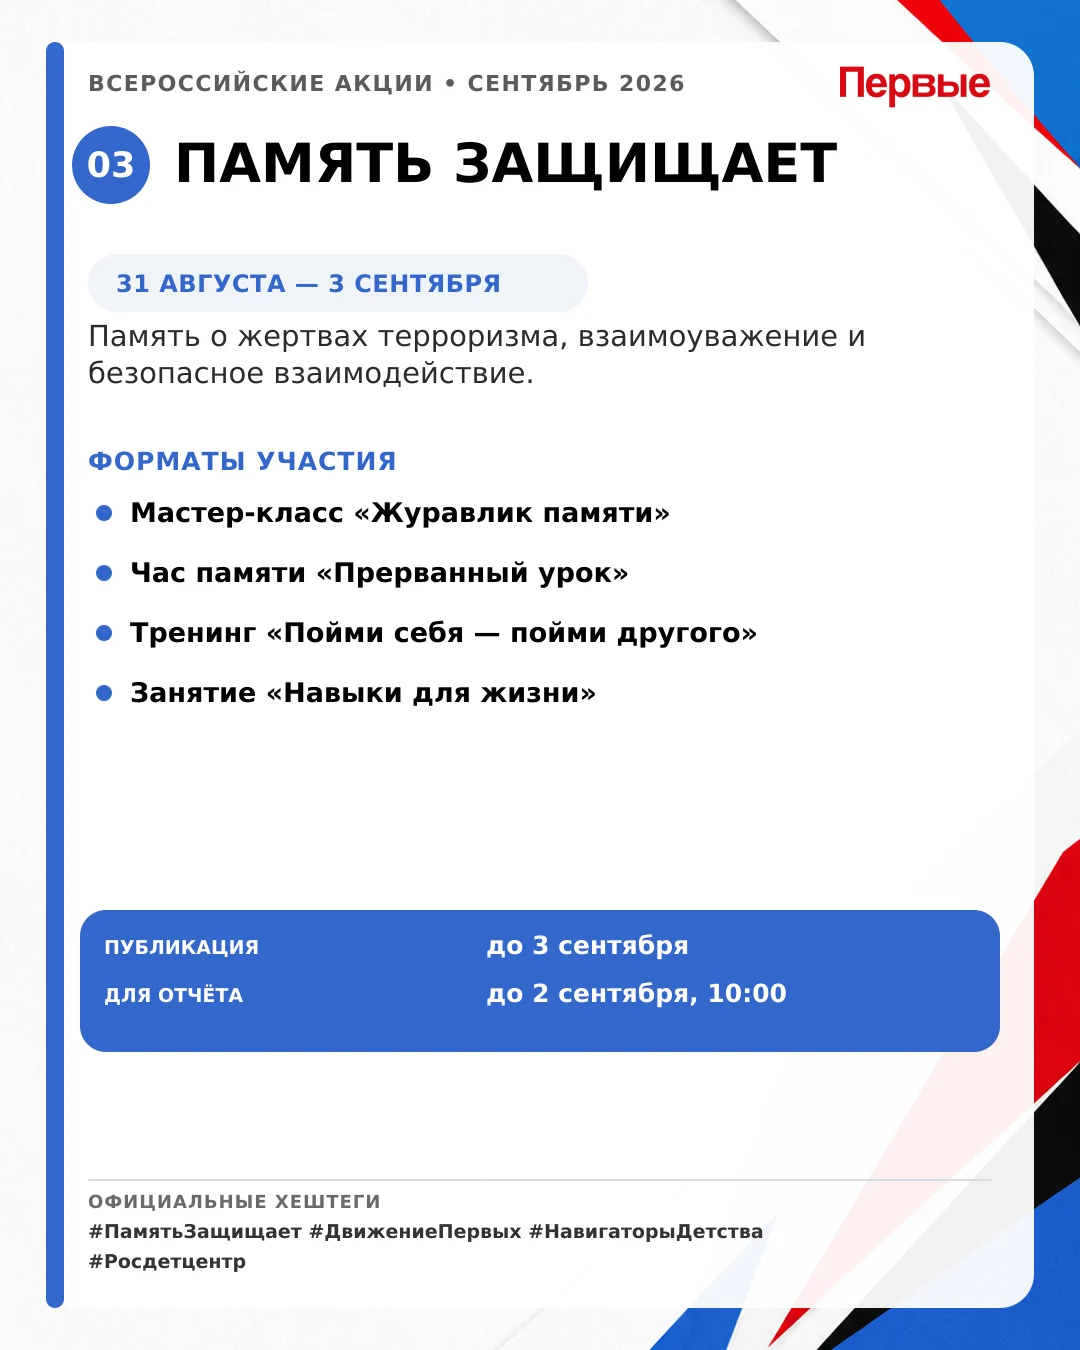 ВСЕРОССИЙСКИЕ АКЦИИ • СЕНТЯБРЬ 2026
Первые
03 ПАМЯТЬ ЗАЩИЩАЕТ
31 АВГУСТА — 3 СЕНТЯБРЯ
Память о жертвах терроризма, взаимоуважение и
безопасное взаимодействие.
ФОРМАТЫ УЧАСТИЯ
Мастер-класс «Журавлик памяти»
Час памяти «Прерванный урок»
Тренинг «Пойми себя — пойми другого»
Занятие «Навыки для жизни»
ПУБЛИКАЦИЯ до 3 сентября
ДЛЯ ОТЧЁТА до 2 сентября, 10:00
ОФИЦИАЛЬНЫЕ ХЕШТЕГИ
#ПамятьЗащищает #ДвижениеПервых #НавигаторыДетства
#Росдетцентр